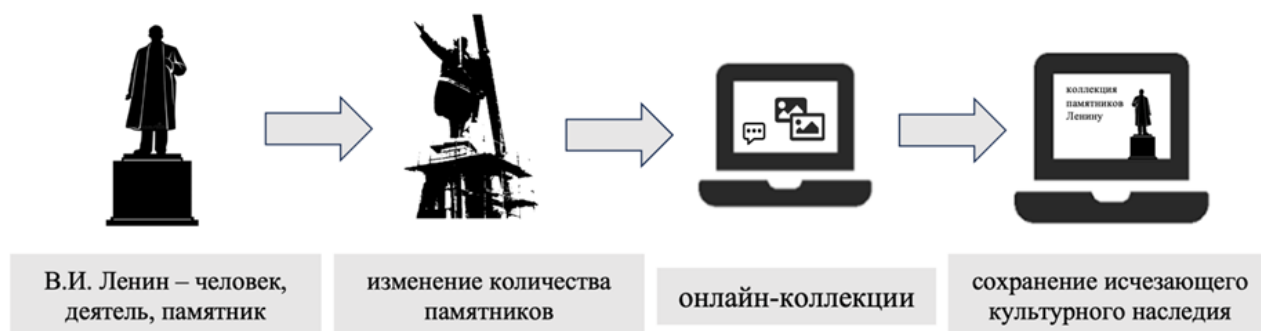 коллекция
памятников
Ленину
В.И. Ленин – человек,
деятель, памятник
изменение количества
памятников
онлайн-коллекции
сохранение исчезающего
культурного наследия